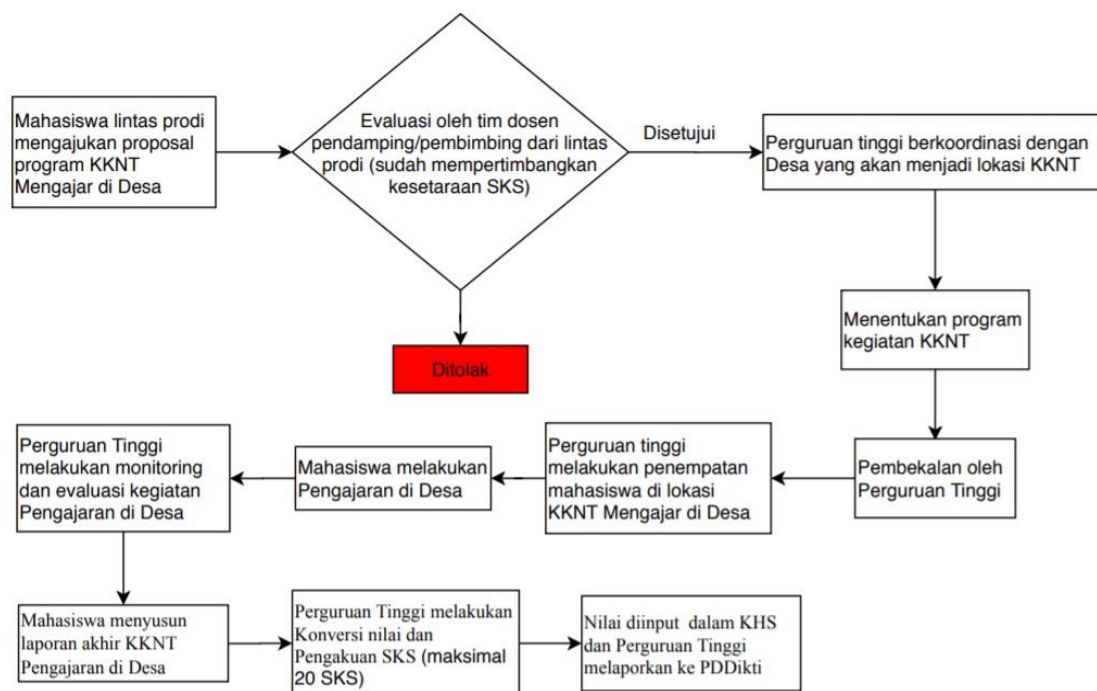 Mahasiswa lintas prodi
mengajukan proposal
program KKNT
Mengajar di Desa
Evaluasi oleh tim dosen
pendamping/pembimbing dari lintas
prodi (sudah mempertimbangkan
kesetaraan SKS)
Disetujui
Perguruan tinggi berkoordinasi dengan
Desa yang akan menjadi lokasi KKNT
Ditolak
Menentukan program
kegiatan KKNT
Pembekalan oleh
Perguruan Tinggi
Perguruan tinggi
melakukan penempatan
mahasiswa di lokasi
KKNT Mengajar di Desa
Mahasiswa melakukan
Pengajaran di Desa
Perguruan Tinggi
melakukan monitoring
dan evaluasi kegiatan
Pengajaran di Desa
Mahasiswa menyusun
laporan akhir KKNT
Pengajaran di Desa
Perguruan Tinggi melakukan
Konversi nilai dan
Pengakuan SKS (maksimal
20 SKS)
Nilai diinput dalam KHS
dan Perguruan Tinggi
melaporkan ke PDDikti